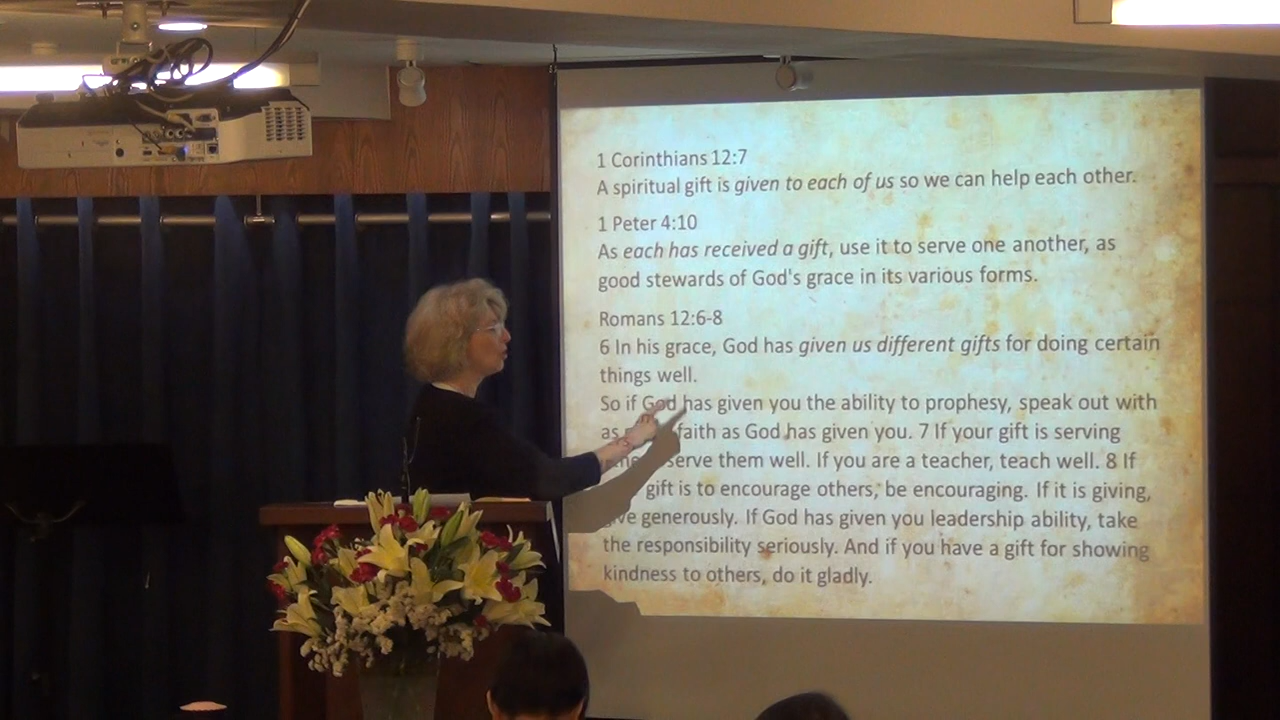 1 Corinthians 12:7
A spiritual gift is given to each of us so we can help each other.
1 Peter 4:10
As each has received a gift, use it to serve one another, as
good stewards of God's grace in its various forms.
Romans 12:6-8
6 In his grace, God has given us different gifts for doing certain
things well.
So if God has given you the ability to prophesy, speak out with
as faith as God has given you. 7 If your gift is serving
serve them well. If you are a teacher, teach well. 8 If
gift is to encourage others, be encouraging. If it is giving,
give generously. If God has given you leadership ability, take
the responsibility seriously. And if you have a gift for showing
kindness to others, do it gladly.